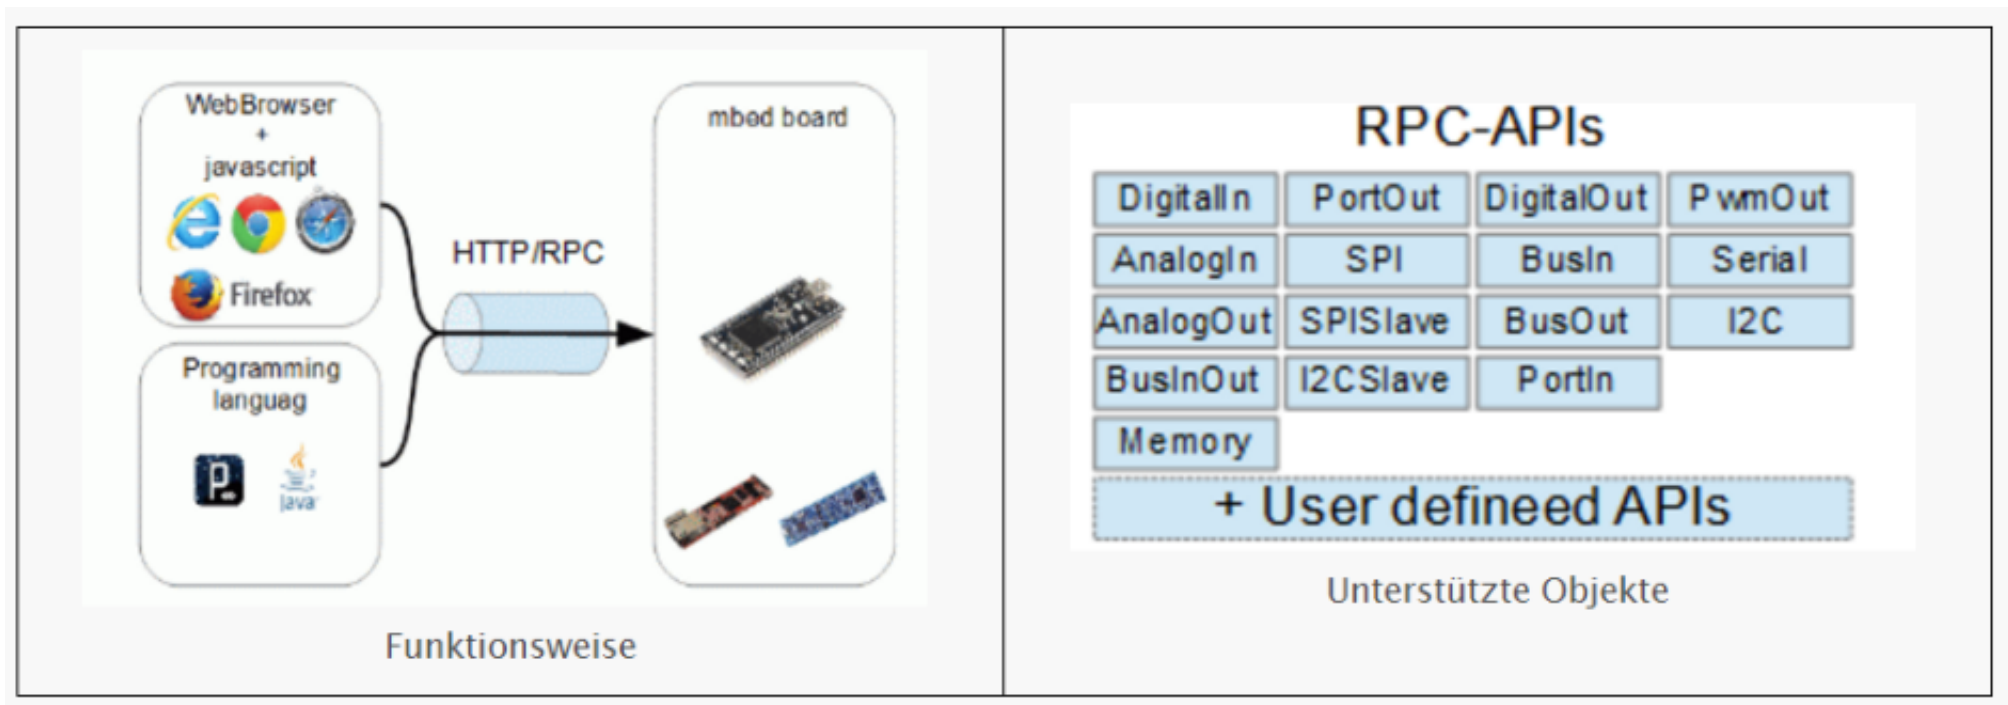 WebBrowser
+
javascript
Firefox
Programming
languag
P
Java
HTTP/RPC
mbed board
Funktionsweise
RPC-APIs
DigitalIn PortOut DigitalOut PwmOut
AnalogIn SPI BusIn Serial
AnalogOut SPISlave BusOut I2C
BusInOut I2CSlave PortIn
Memory
+ User defineed APIs
Unterstützte Objekte